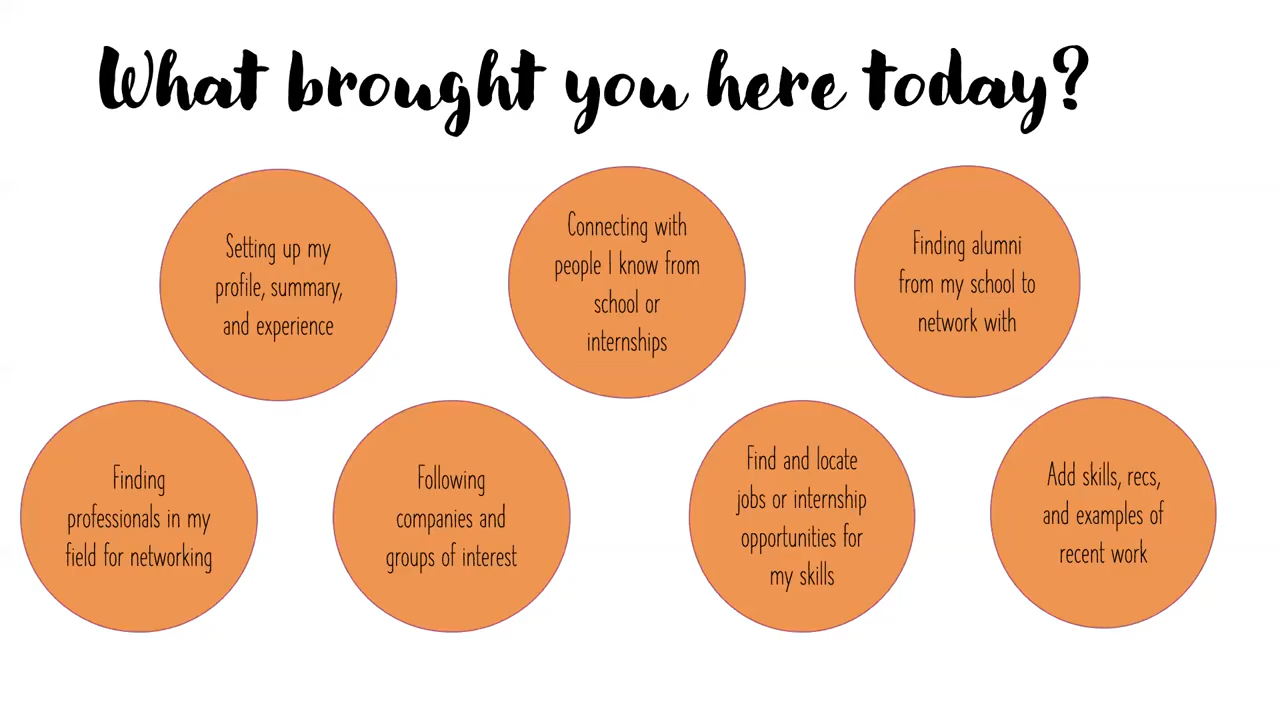 What brought you here today?
Setting up my
profile, summary,
and experience
Connecting with
people I know from
school or
internships
Finding alumni
from my school to
network with
Finding
professionals in my
field for networking
Following
companies and
groups of interest
Find and locate
jobs or internship
opportunities for
my skills
Add skills, recs,
and examples of
recent work